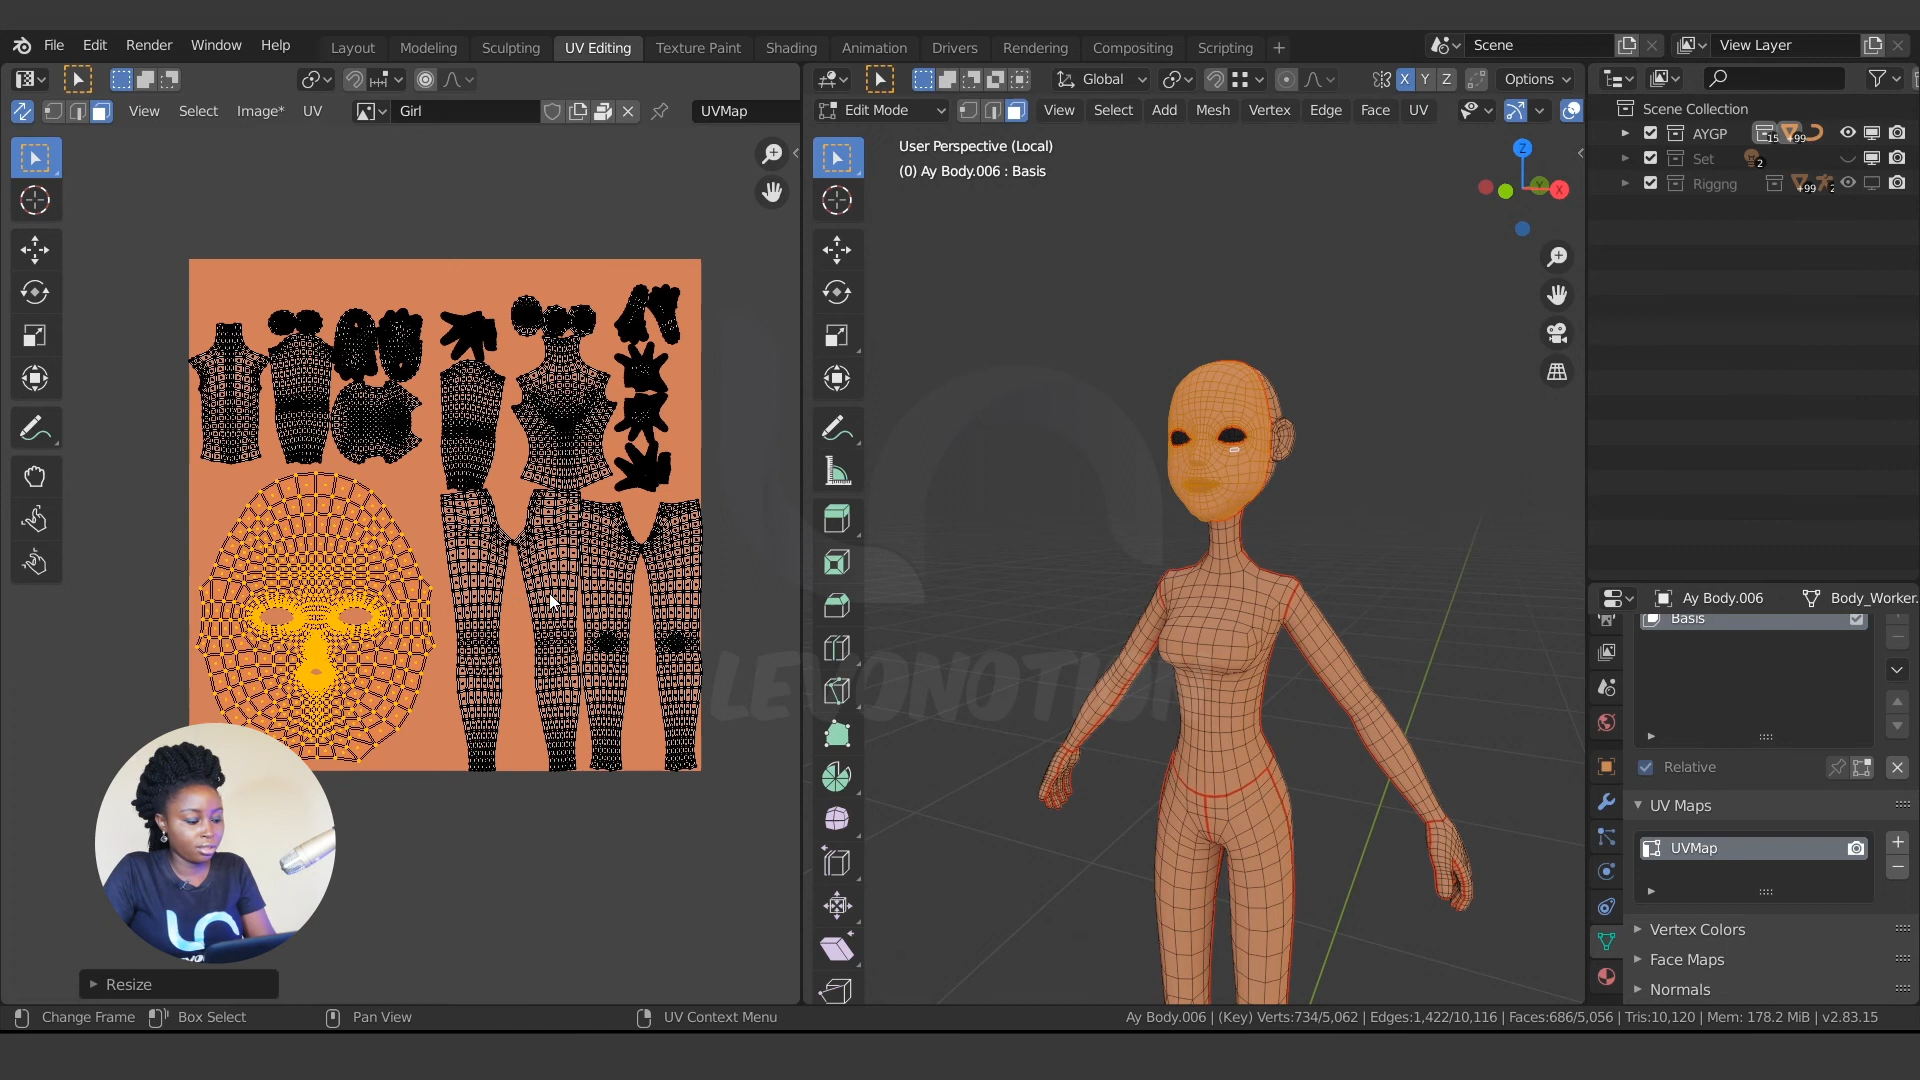 File Edit Render Window Help Layout Modeling Sculpting UV Editing Texture Paint Shading Animation Drivers Rendering Compositing Scripting + Scene View Layer
Global X Y Z Options
View Select Image* UV Girl UVMap Edit Mode View Select Add Mesh Vertex Edge Face UV
Scene Collection
AYGP 15 +99
Set 2
Riggng +99 2
User Perspective (Local)
(0) Ay Body.006 : Basis
Z
Y
X
Ay Body.006 Body_Worker.
Basis
Relative
UV Maps
UVMap
Vertex Colors
Face Maps
Normals
Resize
Change Frame Box Select Pan View UV Context Menu
Ay Body.006 | (Key) Verts:734/5,062 | Edges:1,422/10,116 | Faces:686/5,056 | Tris:10,120 | Mem: 178.2 MiB | v2.83.15